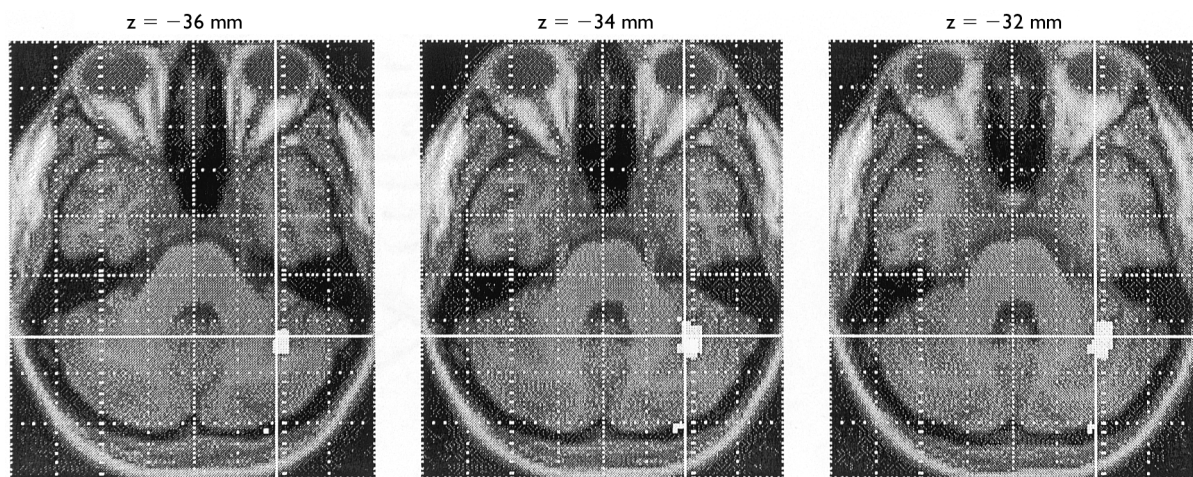 z = −36 mm
z = −34 mm
z = −32 mm